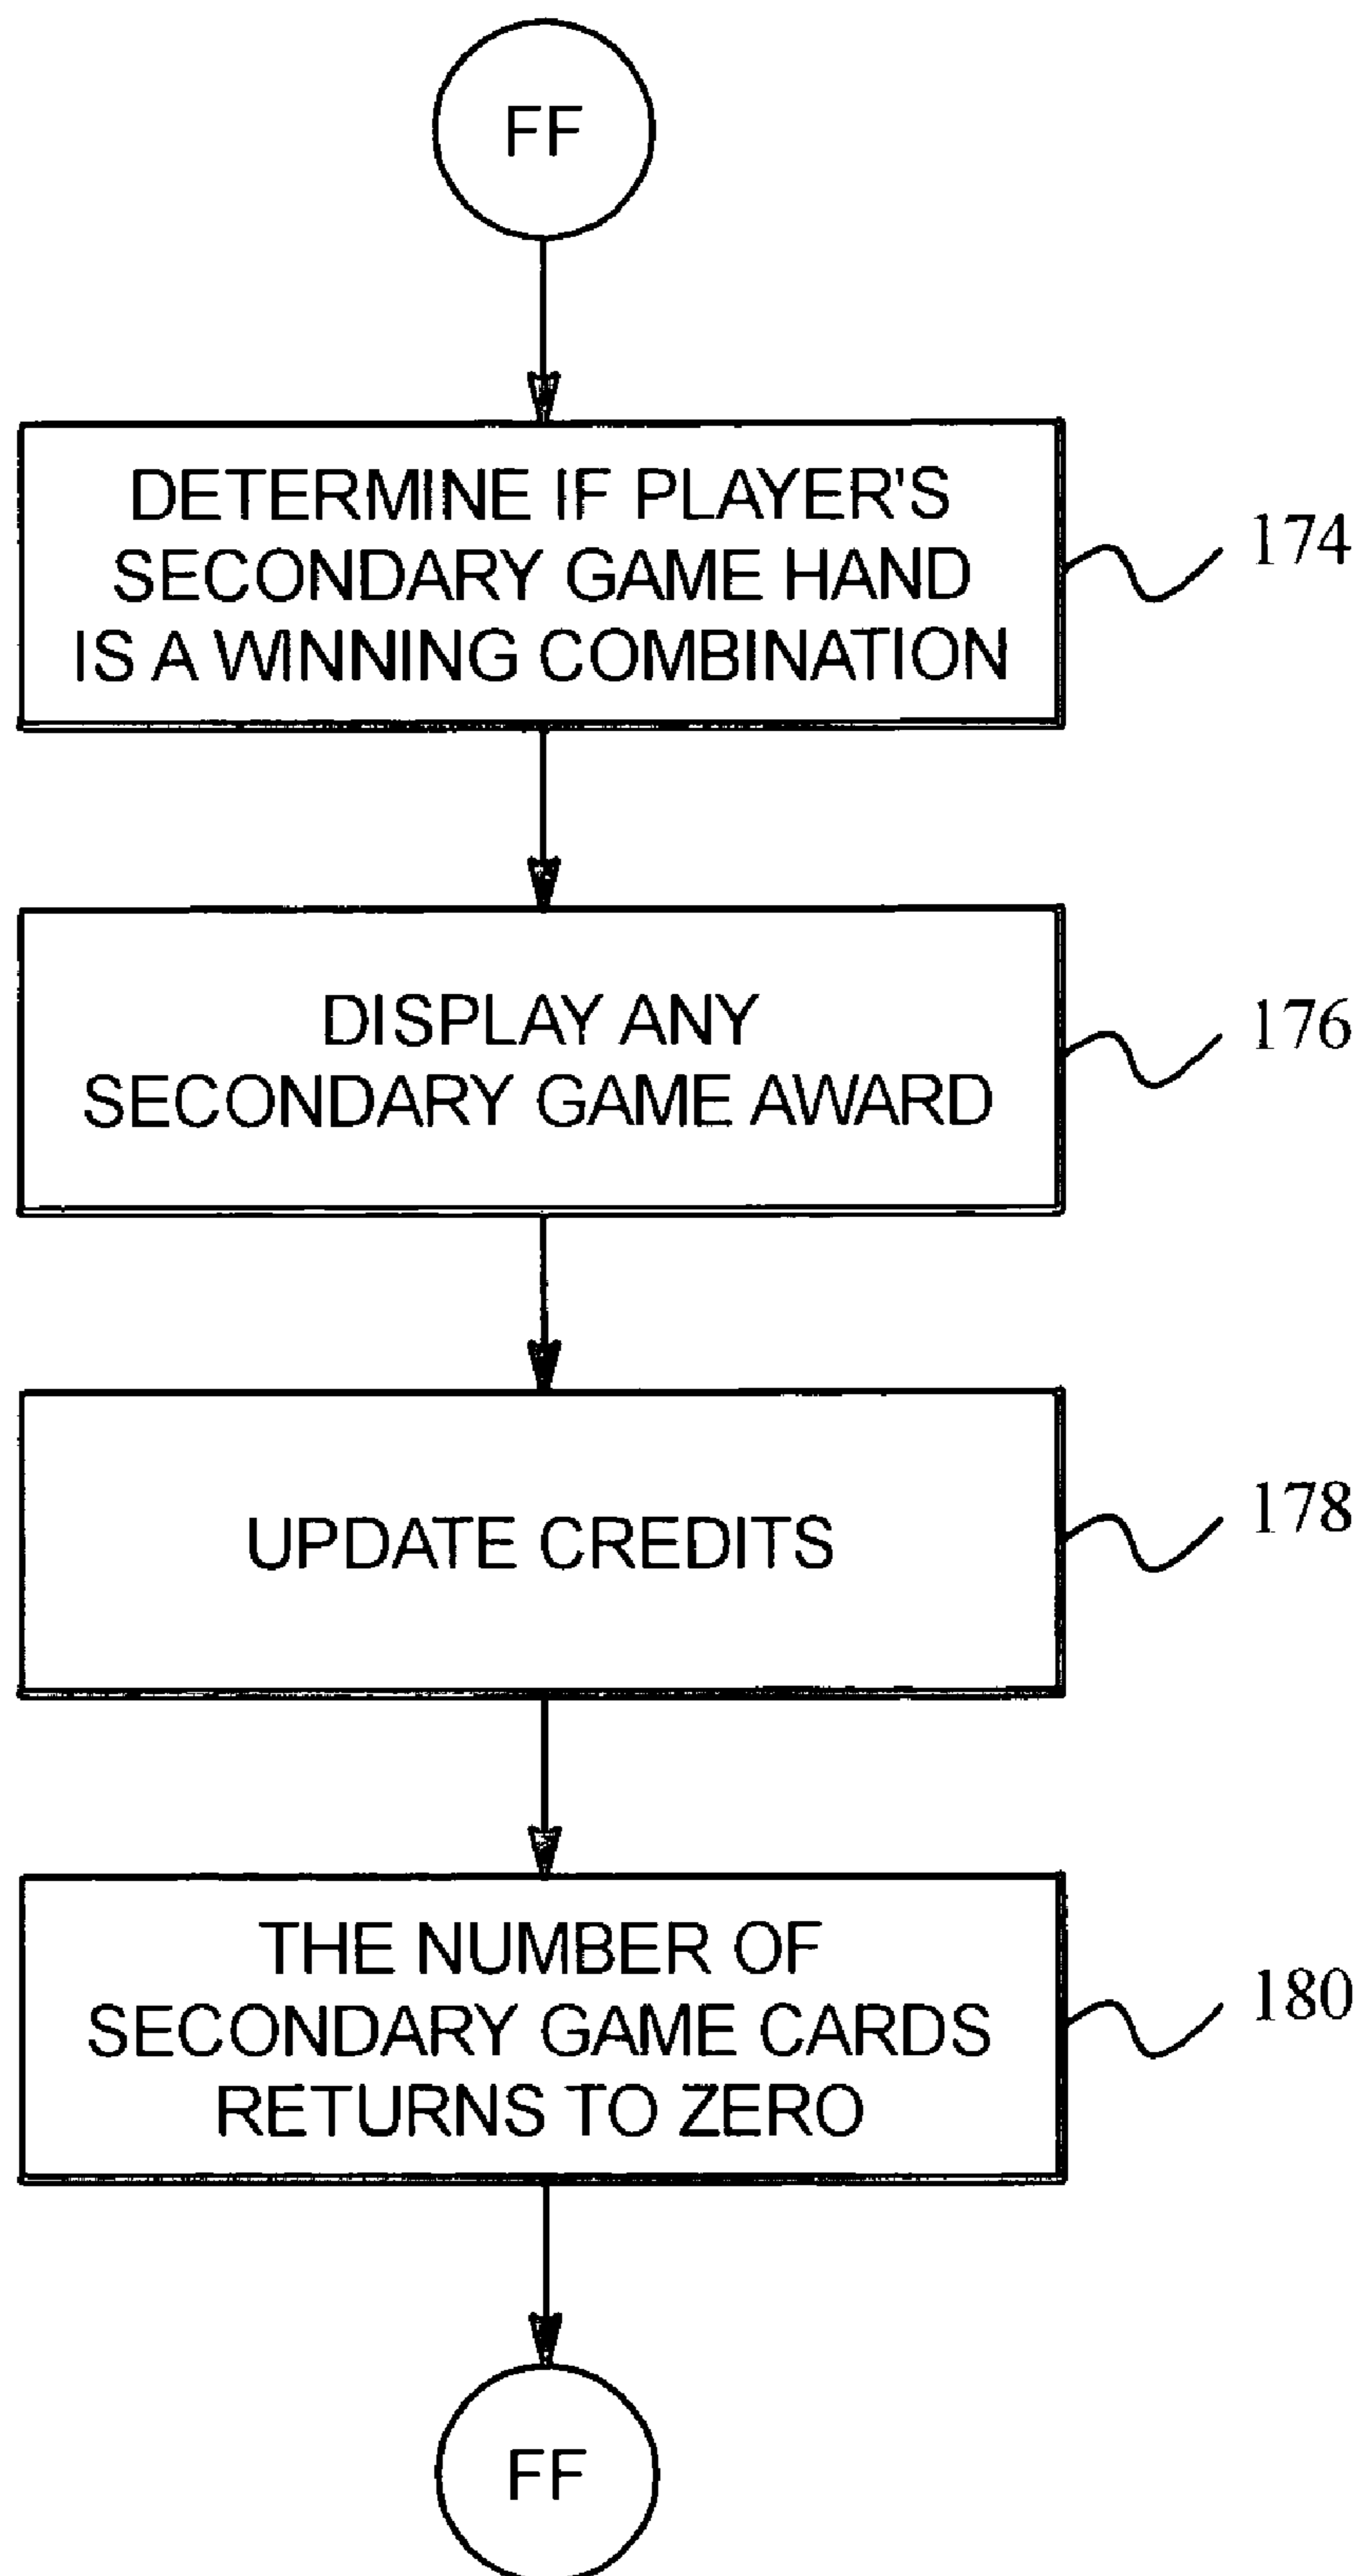 FF
DETERMINE IF PLAYER'S
SECONDARY GAME HAND
IS A WINNING COMBINATION
174
DISPLAY ANY
SECONDARY GAME AWARD
176
UPDATE CREDITS
178
THE NUMBER OF
SECONDARY GAME CARDS
RETURNS TO ZERO
180
FF